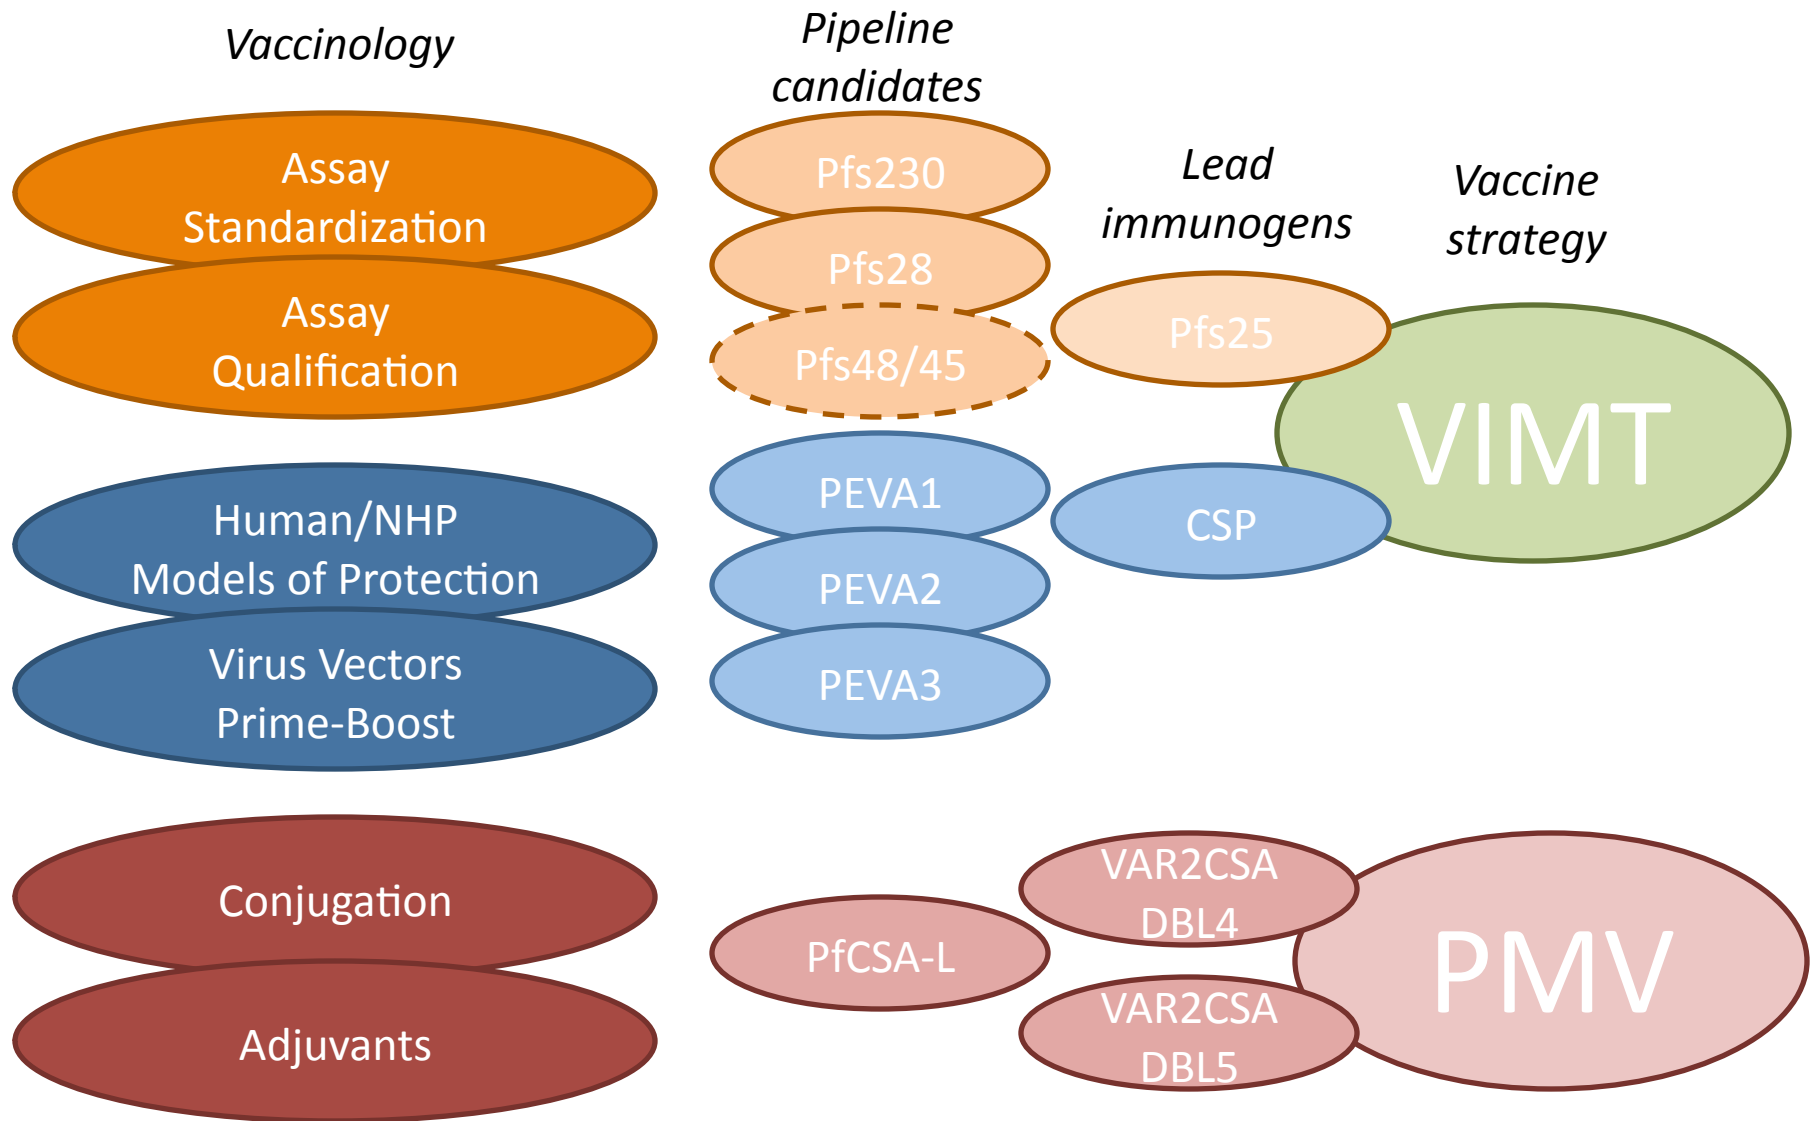 Vaccinology
Pipeline
candidates
Lead
immunogens
Vaccine
strategy
Assay
Standardization
Assay
Qualification
Human/NHP
Models of Protection
Virus Vectors
Prime-Boost
Conjugation
Adjuvants
Pfs230
Pfs28
Pfs48/45
PEVA1
PEVA2
PEVA3
PfCSA-L
Pfs25
CSP
VAR2CSA
DBL4
VAR2CSA
DBL5
VIMT
PMV